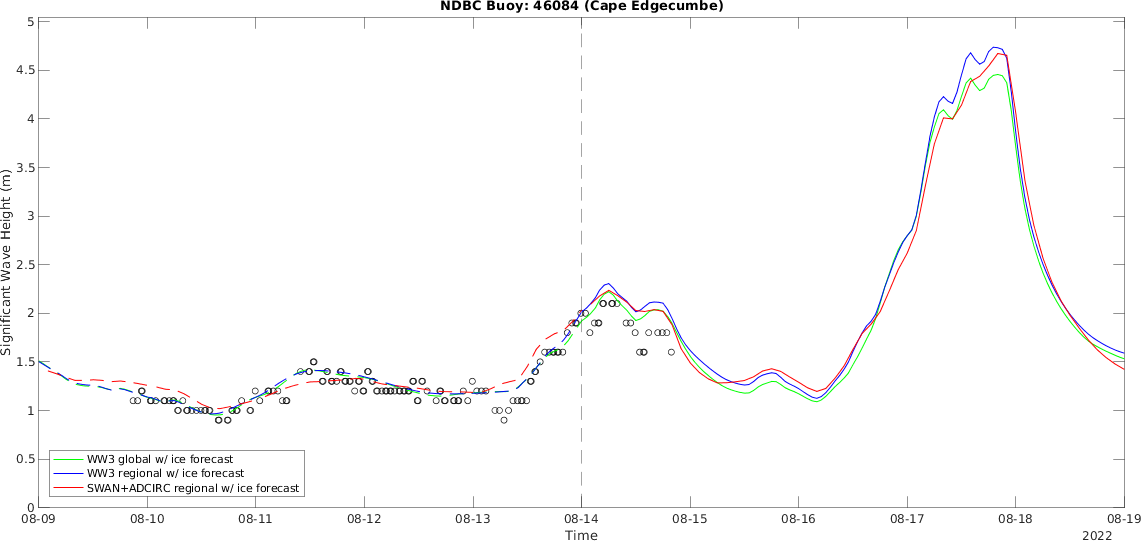 NDBC Buoy: 46084 (Cape Edgecumbe)
5
4.5
4
3.5
3
2.5
2
1.5
1
0.5
0
Significant Wave Height (m)
WW3 global w/ ice forecast
WW3 regional w/ ice forecast
SWAN+ADCIRC regional w/ ice forecast
08-09 08-10 08-11 08-12 08-13 08-14 08-15 08-16 08-17 08-18 08-19
Time
2022